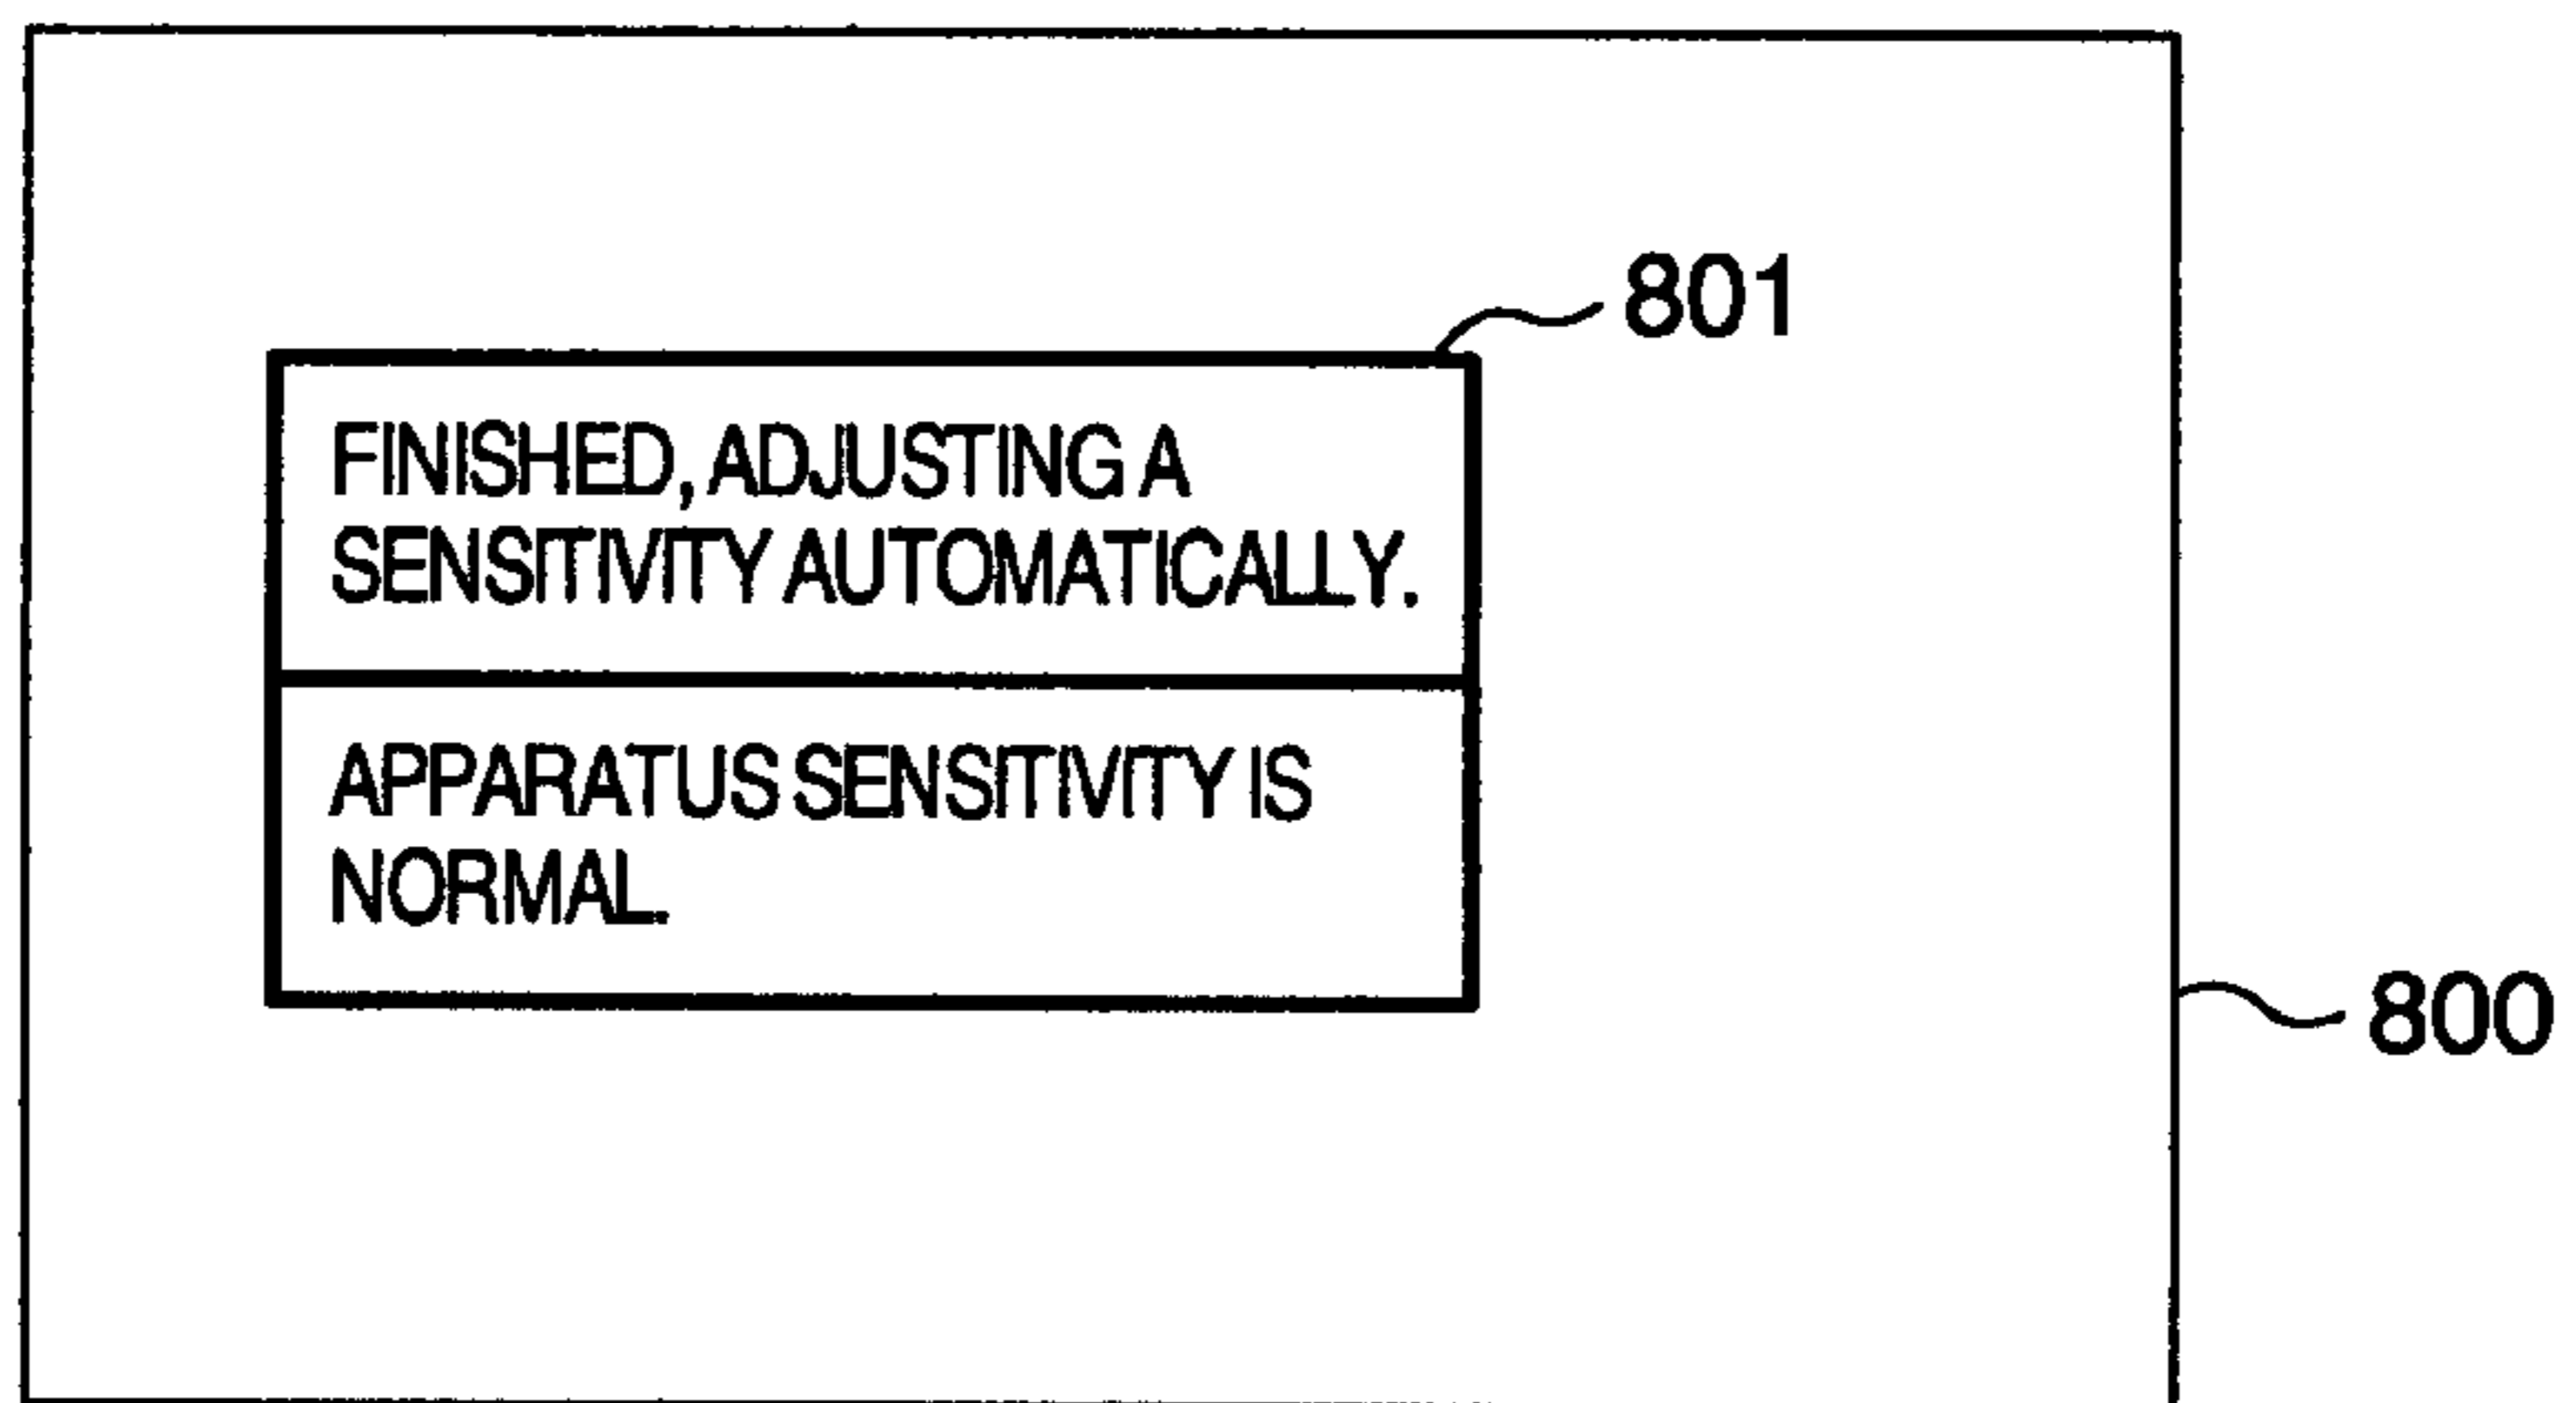 801
FINISHED, ADJUSTING A
SENSITIVITY AUTOMATICALLY.
APPARATUS SENSITIVITY IS
NORMAL.
800